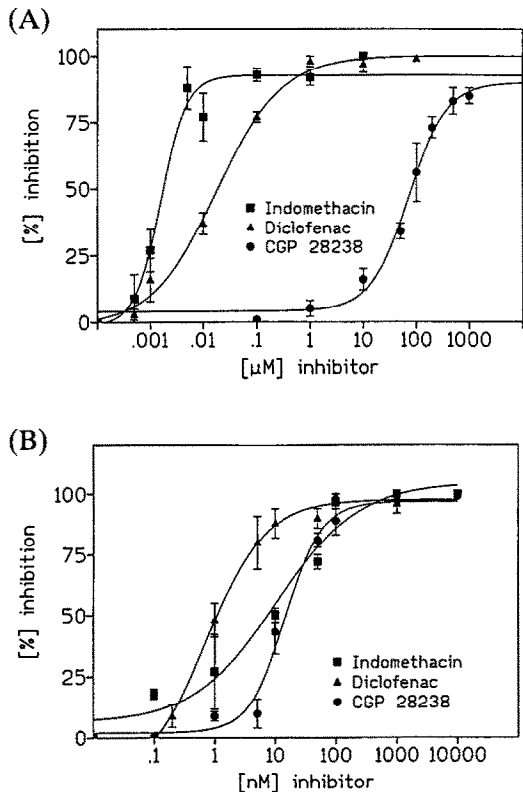 (A)
[%] inhibition
100
75
50
25
0
Indomethacin
Diclofenac
CGP 28238
.001 .01 .1 1 10 100 1000
[µM] inhibitor
(B)
[%] inhibition
100
75
50
25
0
Indomethacin
Diclofenac
CGP 28238
.1 1 10 100 1000 10000
[nM] inhibitor